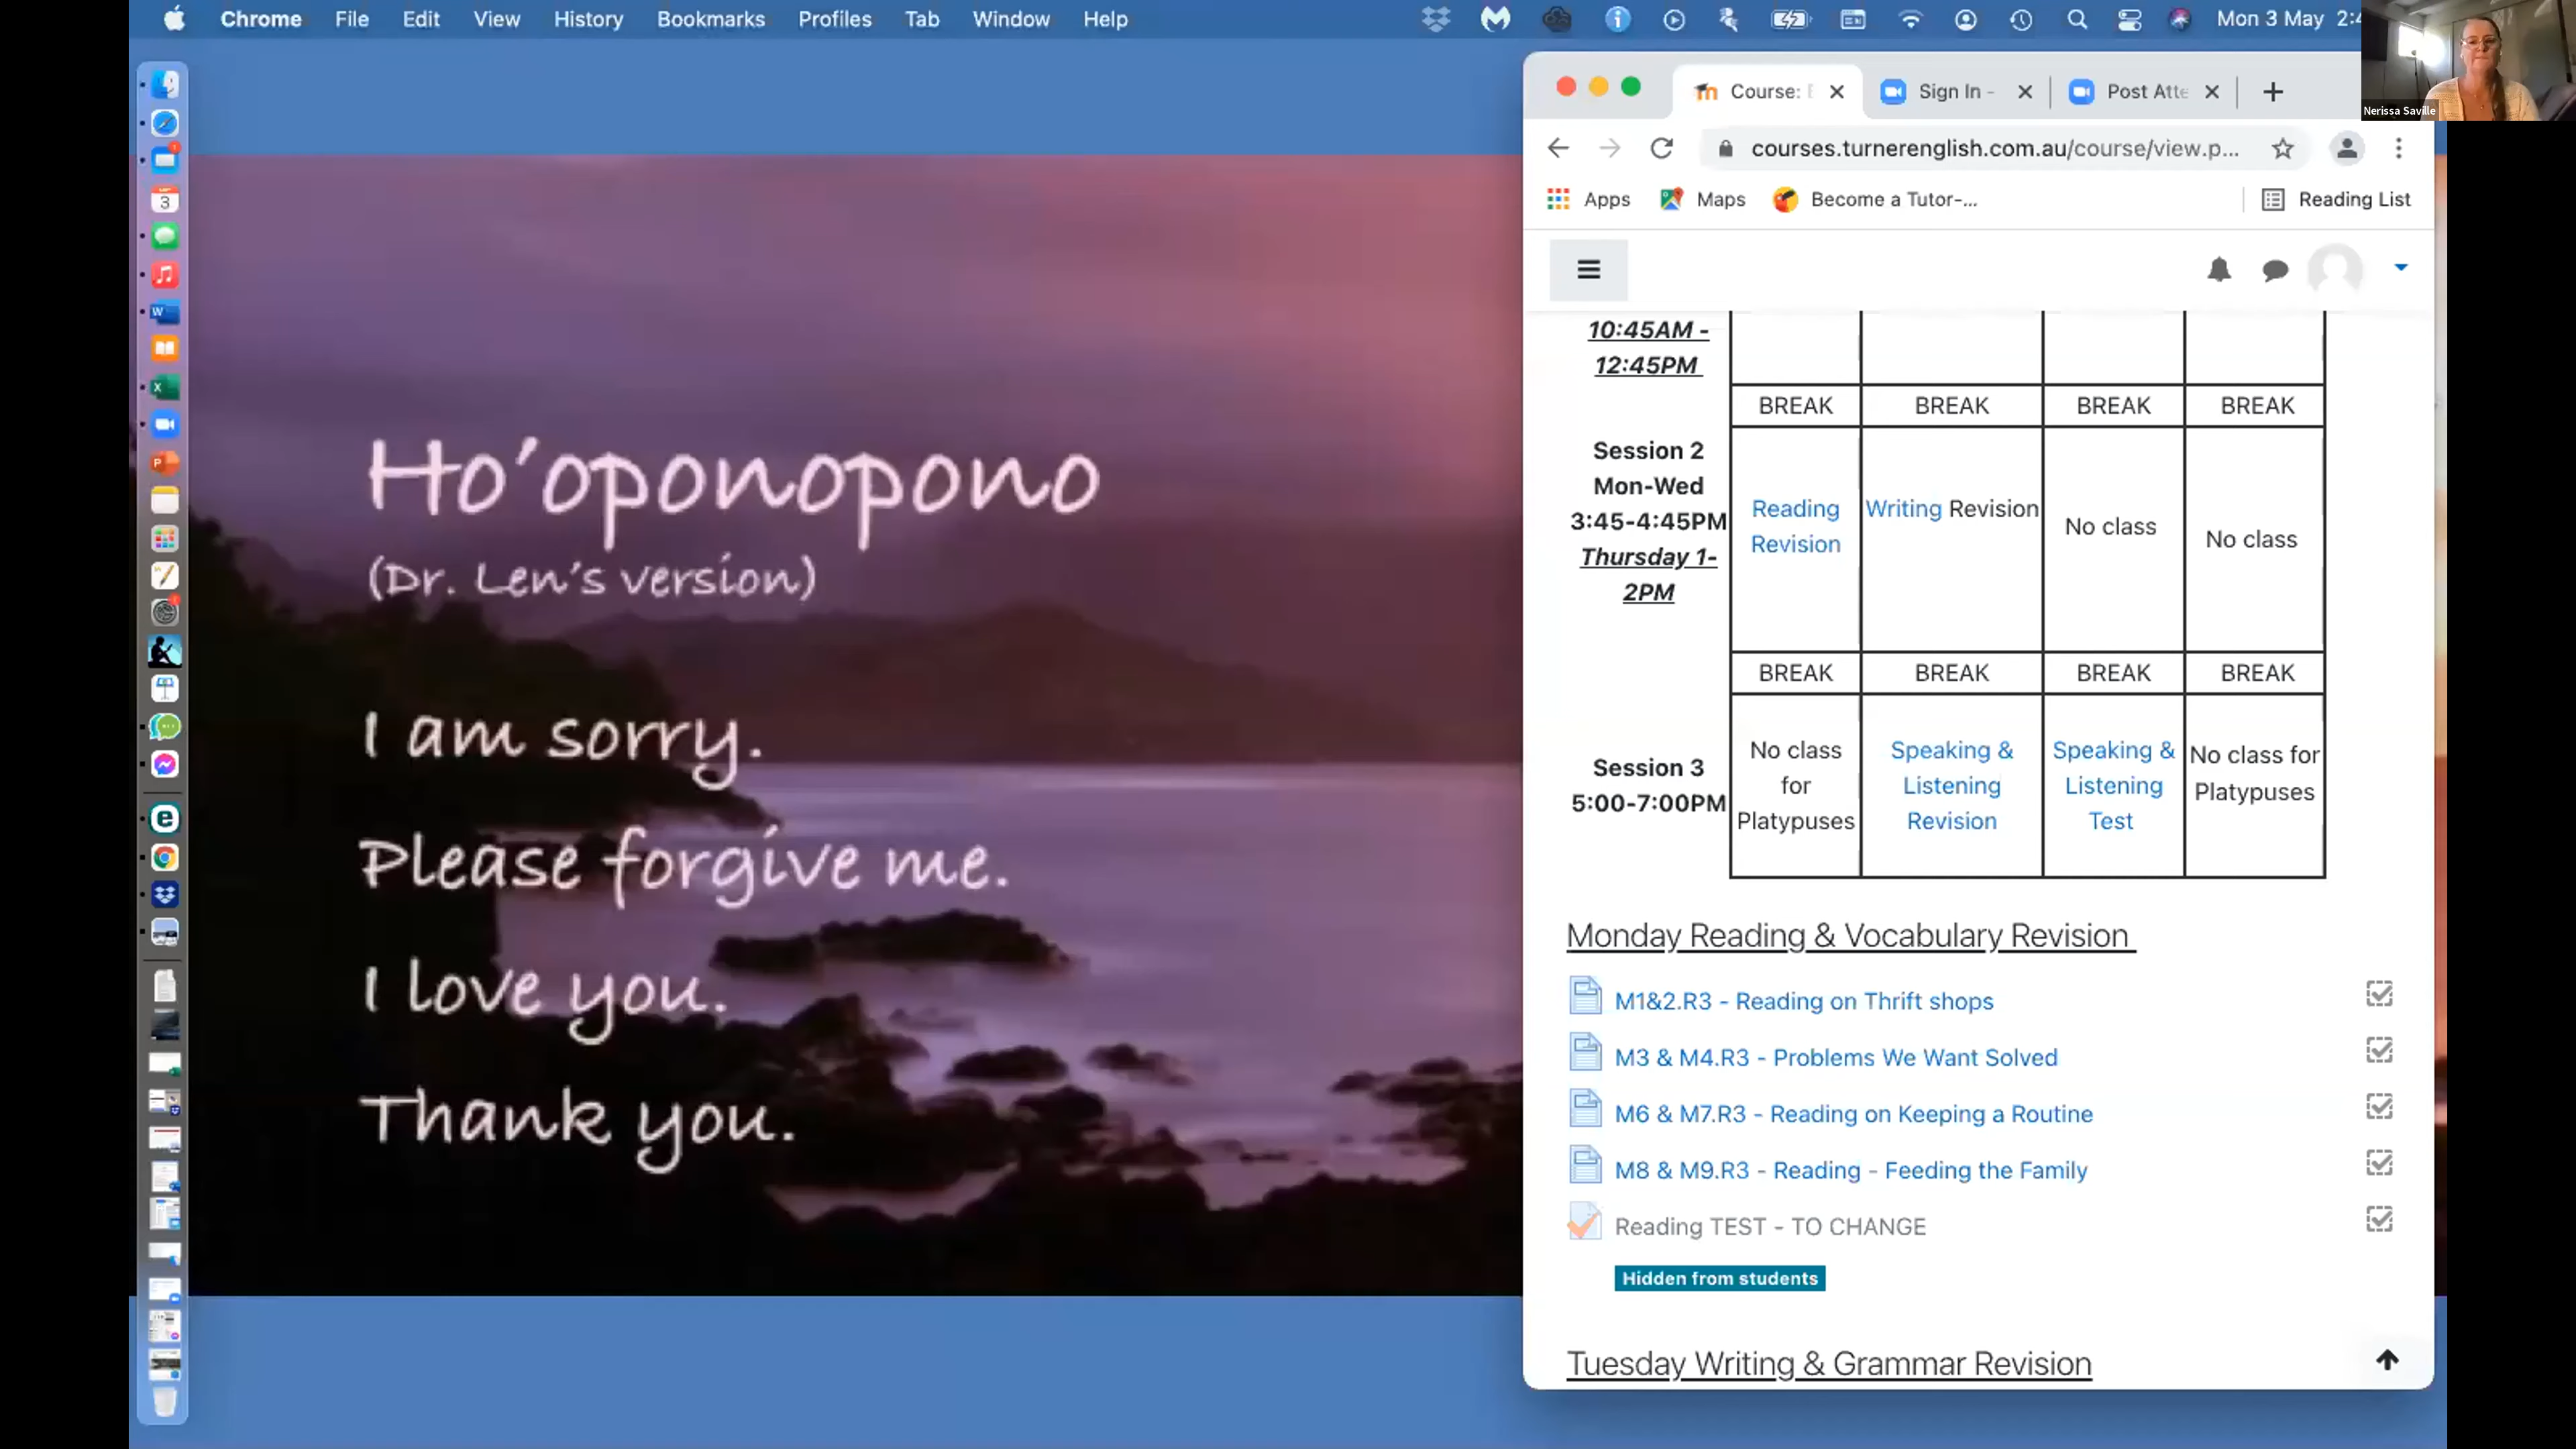 Chrome File Edit View History Bookmarks Profiles Tab Window Help
Mon 3 May 2:4
Nerissa Saville
Ho'oponopono
(Dr. Len's version)
I am sorry.
Please forgive me.
I love you.
Thank you.
Course: Sign In - Post Atte
courses.turnerenglish.com.au/course/view.p...
Apps Maps Become a Tutor-... Reading List
10:45AM -
12:45PM
BREAK BREAK BREAK BREAK
Session 2
Mon-Wed
3:45-4:45PM
Thursday 1-
2PM
Reading
Revision
Writing Revision
No class
No class
BREAK BREAK BREAK BREAK
Session 3
5:00-7:00PM
No class
for
Platypuses
Speaking &
Listening
Revision
Speaking &
Listening
Test
No class for
Platypuses
Monday Reading & Vocabulary Revision
M1&2.R3 - Reading on Thrift shops
M3 & M4.R3 - Problems We Want Solved
M6 & M7.R3 - Reading on Keeping a Routine
M8 & M9.R3 - Reading - Feeding the Family
Reading TEST - TO CHANGE
Hidden from students
Tuesday Writing & Grammar Revision